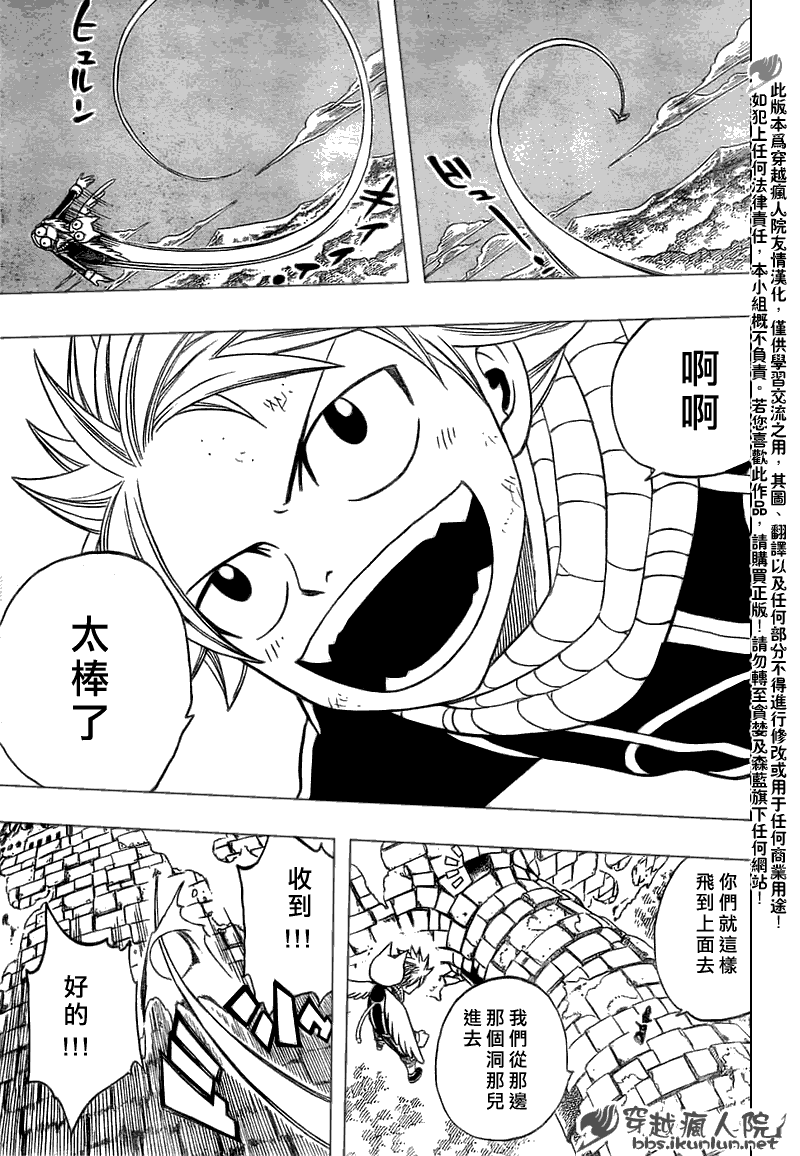 ビュー
ヒュルルン
ギィイイ
啊
啊
太
棒
了
你們就這樣
飛到上面去
我們從那邊
那個洞那兒
進去
收
到
!!!
好
的
!!!
此版本爲穿越瘋人院友情漢化，僅供學習交流之用，其圖、翻譯以及任何部分不得進行修改或用于任何商業用途！
如犯上任何法律責任，本小組概不負責。若您喜歡此作品，請購買正版！請勿轉至貪婪及森藍旗下任何網站！
穿越瘋人院
bbs.ikunlun.net